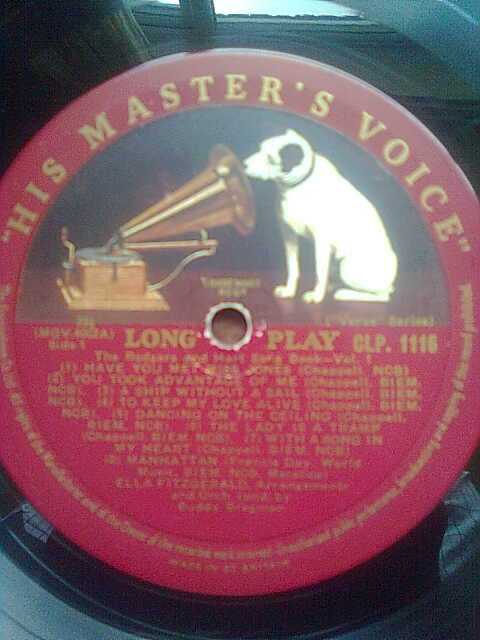 "HIS MASTER'S VOICE"
("Verve" Series)
Side 1
LONG PLAY CLP. 1116
The Rodgers and Hart Song Book—Vol. 1
(1) HAVE YOU MET MISS JONES (Chappell, NCB).
(2) YOU TOOK ADVANTAGE OF ME (Chappell, BIEM,
NCB). (3) A SHIP WITHOUT A SAIL (Chappell, BIEM,
NCB). (4) TO KEEP MY LOVE ALIVE (Chappell,
NCB). (5) DANCING ON THE CEILING (Chappell,
BIEM, NCB). (6) THE LADY IS A TRAMP
(Chappell, BIEM, NCB). (7) WITH A SONG IN
MY HEART (Chappell, BIEM, NCB)
(8) MANHATTAN (Francis Day, World
Music, BIEM, NCB,
ELLA FITZGERALD, Arrangements
and Orch. cond. by
Buddy Bregman
MADE IN GT. BRITAIN